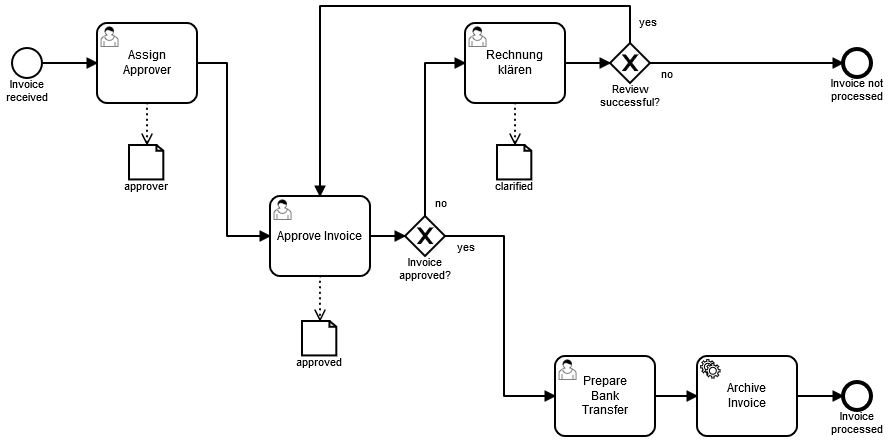 yes
Assign
Approver
Rechnung
klären
no
Invoice
received
Review
successful?
Invoice not
processed
approver
clarified
no
Approve Invoice
yes
Invoice
approved?
approved
Prepare
Bank
Transfer
Archive
Invoice
Invoice
processed